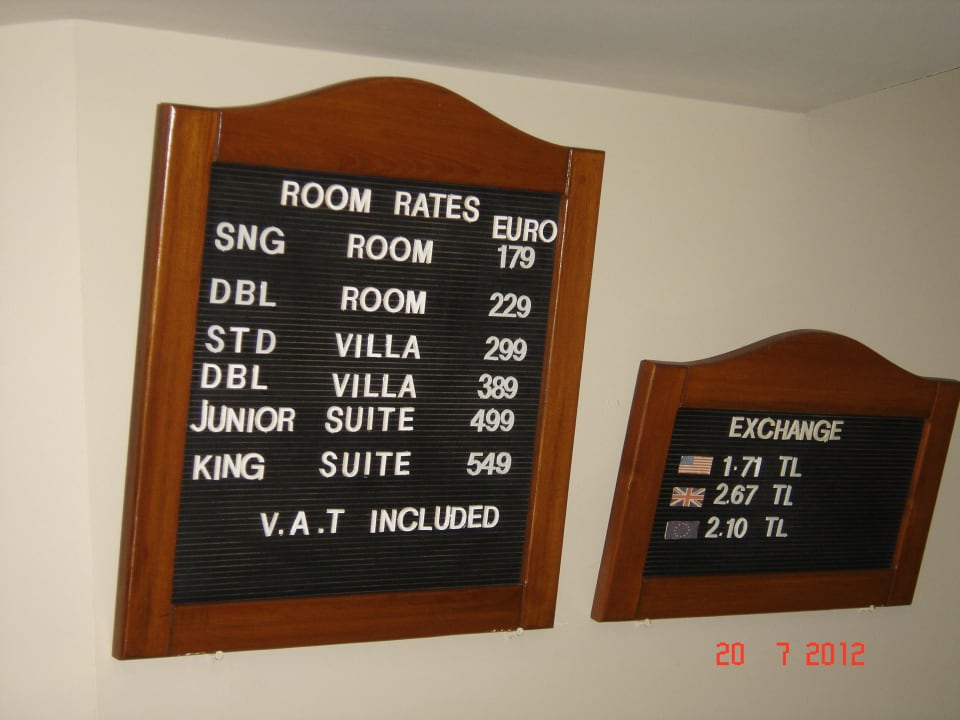 ROOM RATES
EURO
SNG ROOM 179
DBL ROOM 229
STD VILLA 299
DBL VILLA 389
JUNIOR SUITE 499
KING SUITE 549
V.A.T INCLUDED
EXCHANGE
1.71 TL
2.67 TL
2.10 TL
20 7 2012